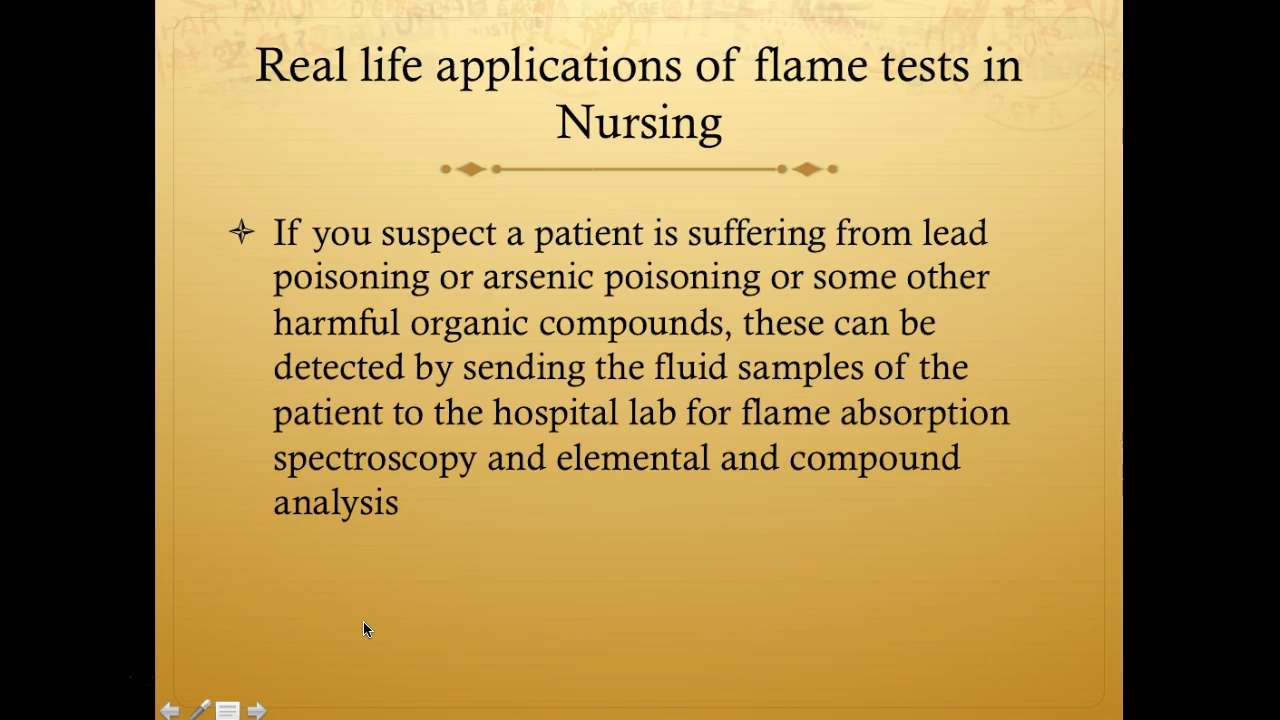 Real life applications of flame tests in
Nursing
If you suspect a patient is suffering from lead
poisoning or arsenic poisoning or some other
harmful organic compounds, these can be
detected by sending the fluid samples of the
patient to the hospital lab for flame absorption
spectroscopy and elemental and compound
analysis